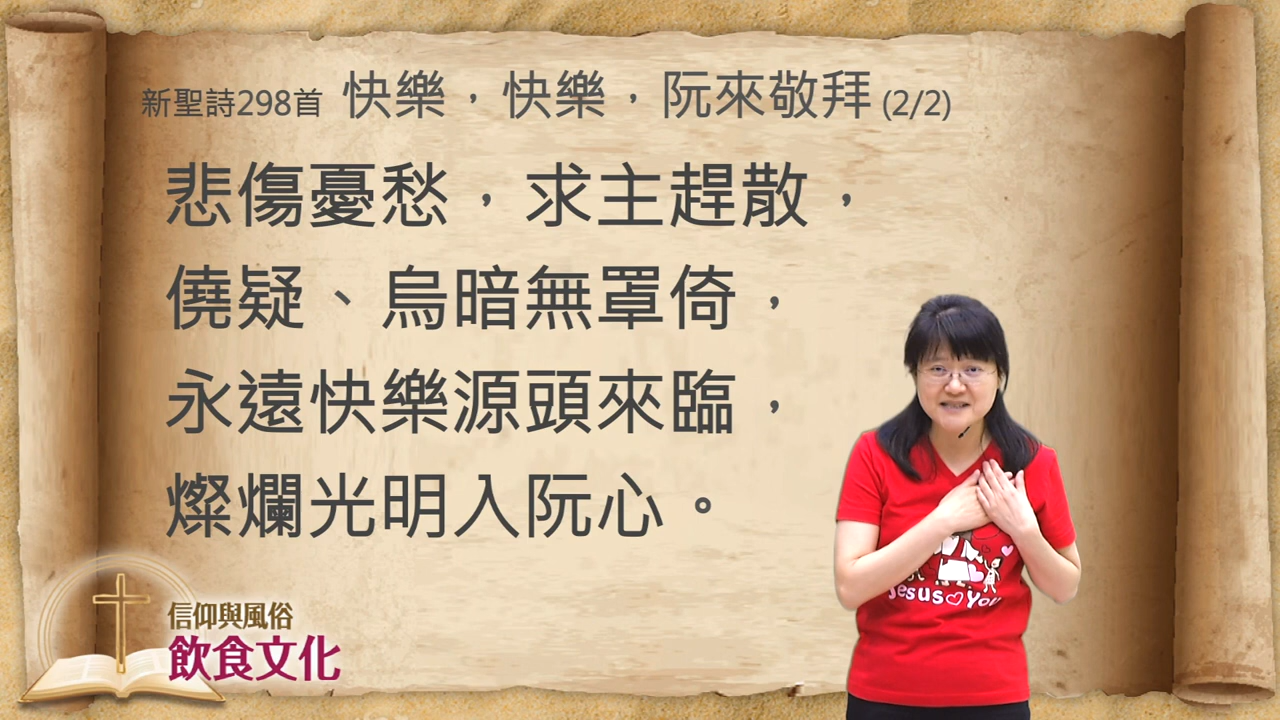 新聖詩298首 快樂，快樂，阮來敬拜 (2/2)
悲傷憂愁，求主趕散，
僥疑、烏暗無罩倚，
永遠快樂源頭來臨，
燦爛光明入阮心。
Jesus♡You
信仰與風俗
飲食文化